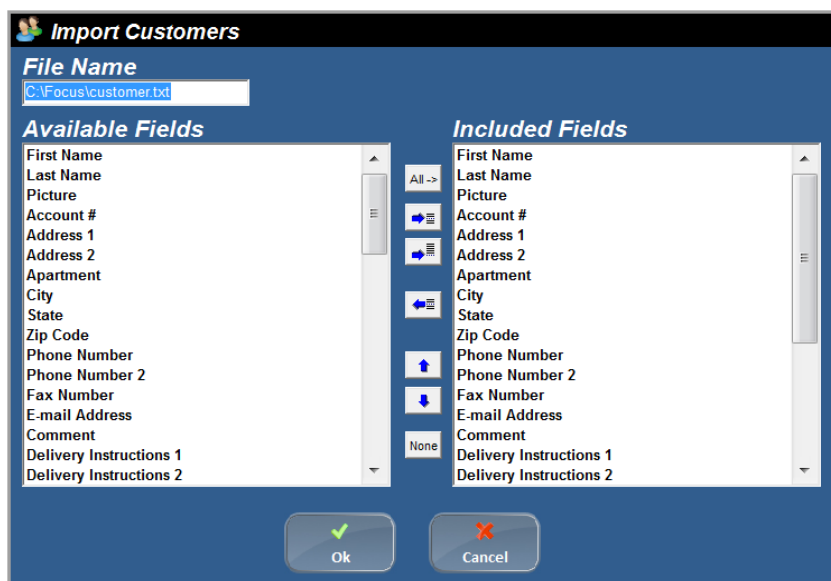 Import Customers
File Name
C:\Focus\customer.txt
Available Fields
First Name
Last Name
Picture
Account #
Address 1
Address 2
Apartment
City
State
Zip Code
Phone Number
Phone Number 2
Fax Number
E-mail Address
Comment
Delivery Instructions 1
Delivery Instructions 2
All ->
None
Included Fields
First Name
Last Name
Picture
Account #
Address 1
Address 2
Apartment
City
State
Zip Code
Phone Number
Phone Number 2
Fax Number
E-mail Address
Comment
Delivery Instructions 1
Delivery Instructions 2
Ok
Cancel